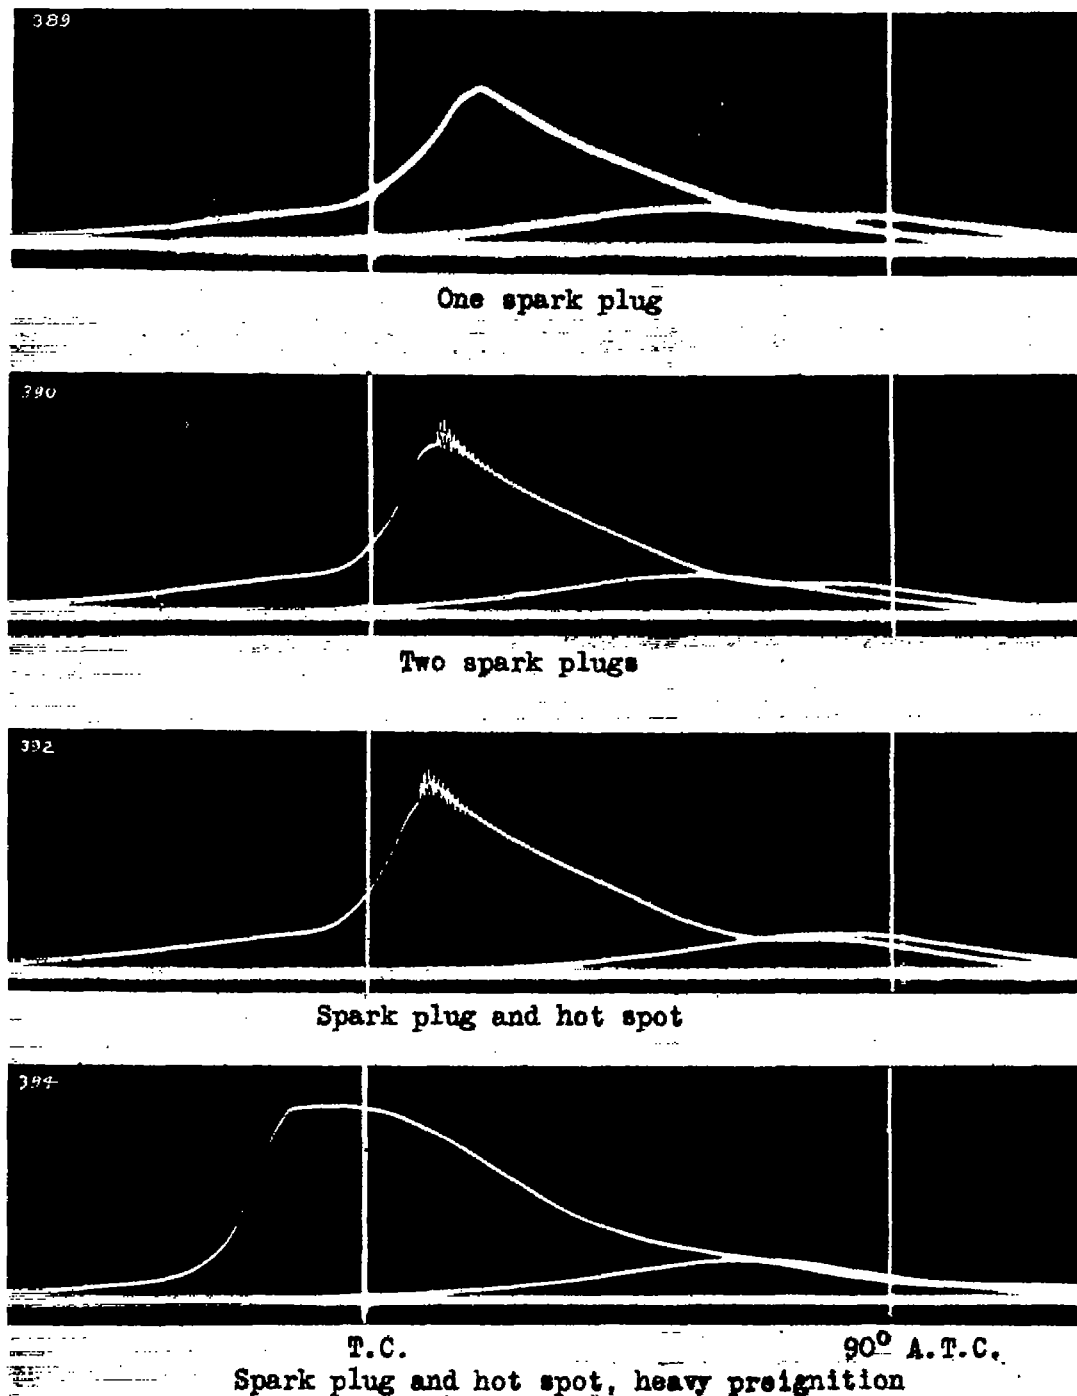 389
One spark plug
390
Two spark plugs
392
Spark plug and hot spot
394
T.C. 90° A.T.C.
Spark plug and hot spot, heavy preignition